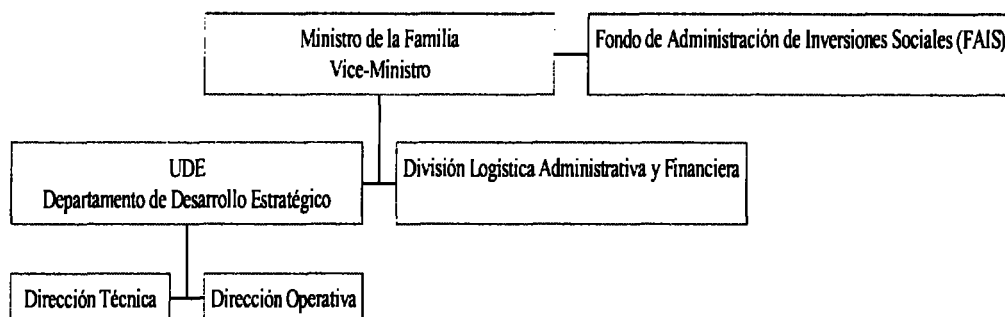 Ministro de la Familia
Vice-Ministro
Fondo de Administración de Inversiones Sociales (FAIS)
UDE
Departamento de Desarrollo Estratégico
División Logística Administrativa y Financiera
Dirección Técnica
Dirección Operativa